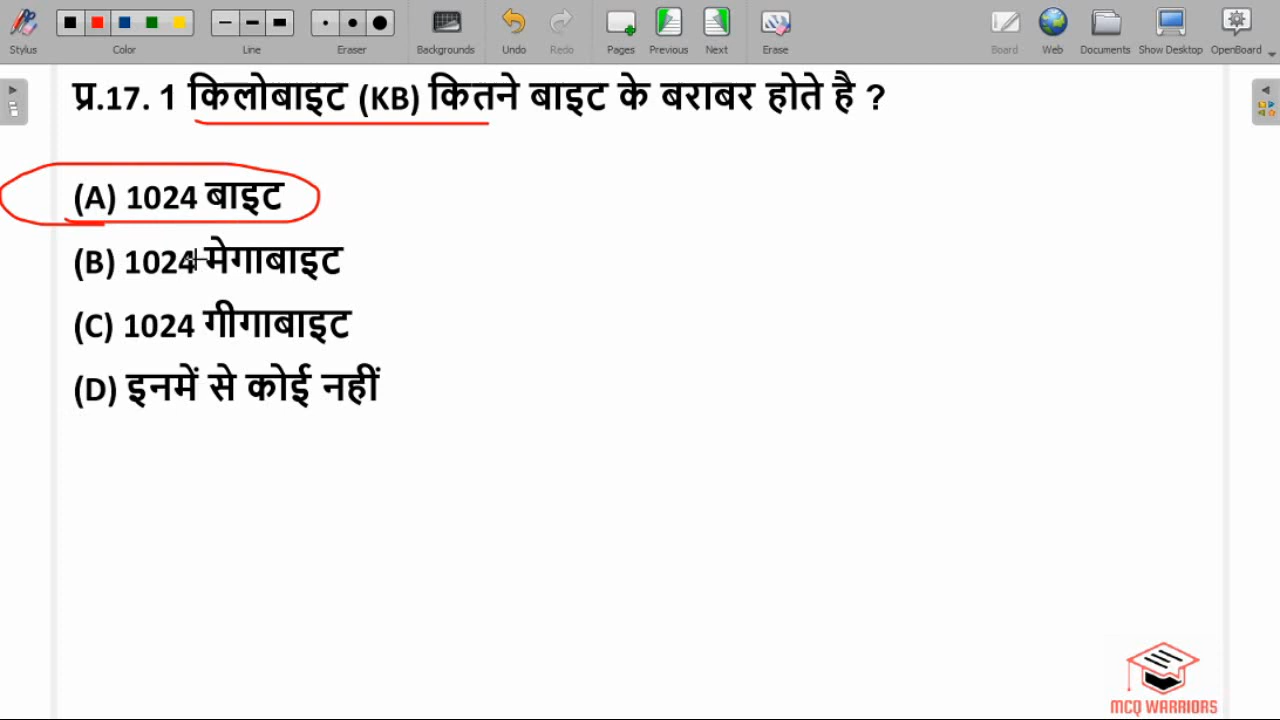 Stylus Color Line Eraser Backgrounds Undo Redo Pages Previous Next Erase Board Web Documents Show Desktop OpenBoard
प्र.17. 1 किलोबाइट (KB) कितने बाइट के बराबर होते है ?
(A) 1024 बाइट
(B) 1024 मेगाबाइट
(C) 1024 गीगाबाइट
(D) इनमें से कोई नहीं
MCQ WARRIORS